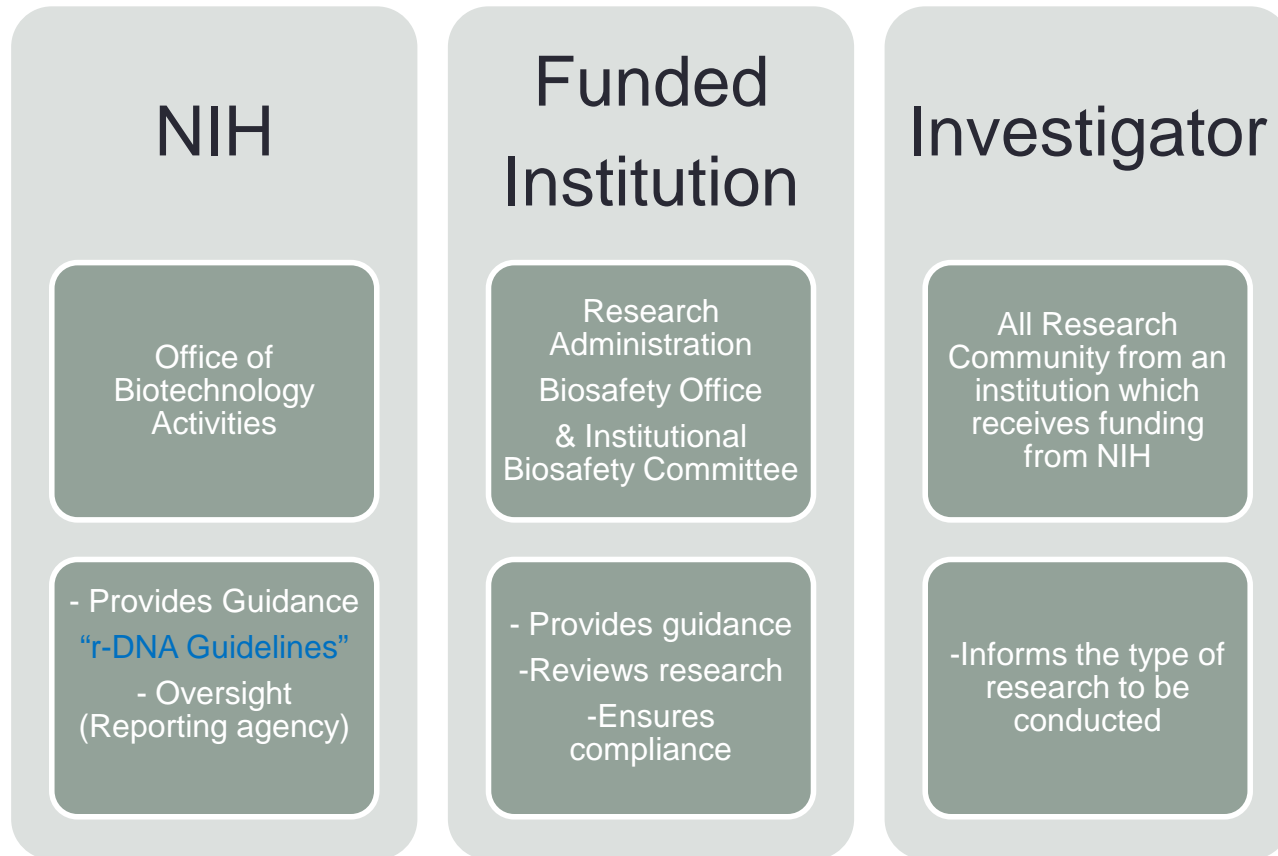 NIH
Office of
Biotechnology
Activities
- Provides Guidance
“r-DNA Guidelines”
- Oversight
(Reporting agency)
Funded
Institution
Research
Administration
Biosafety Office
& Institutional
Biosafety Committee
- Provides guidance
-Reviews research
-Ensures
compliance
Investigator
All Research
Community from an
institution which
receives funding
from NIH
-Informs the type of
research to be
conducted